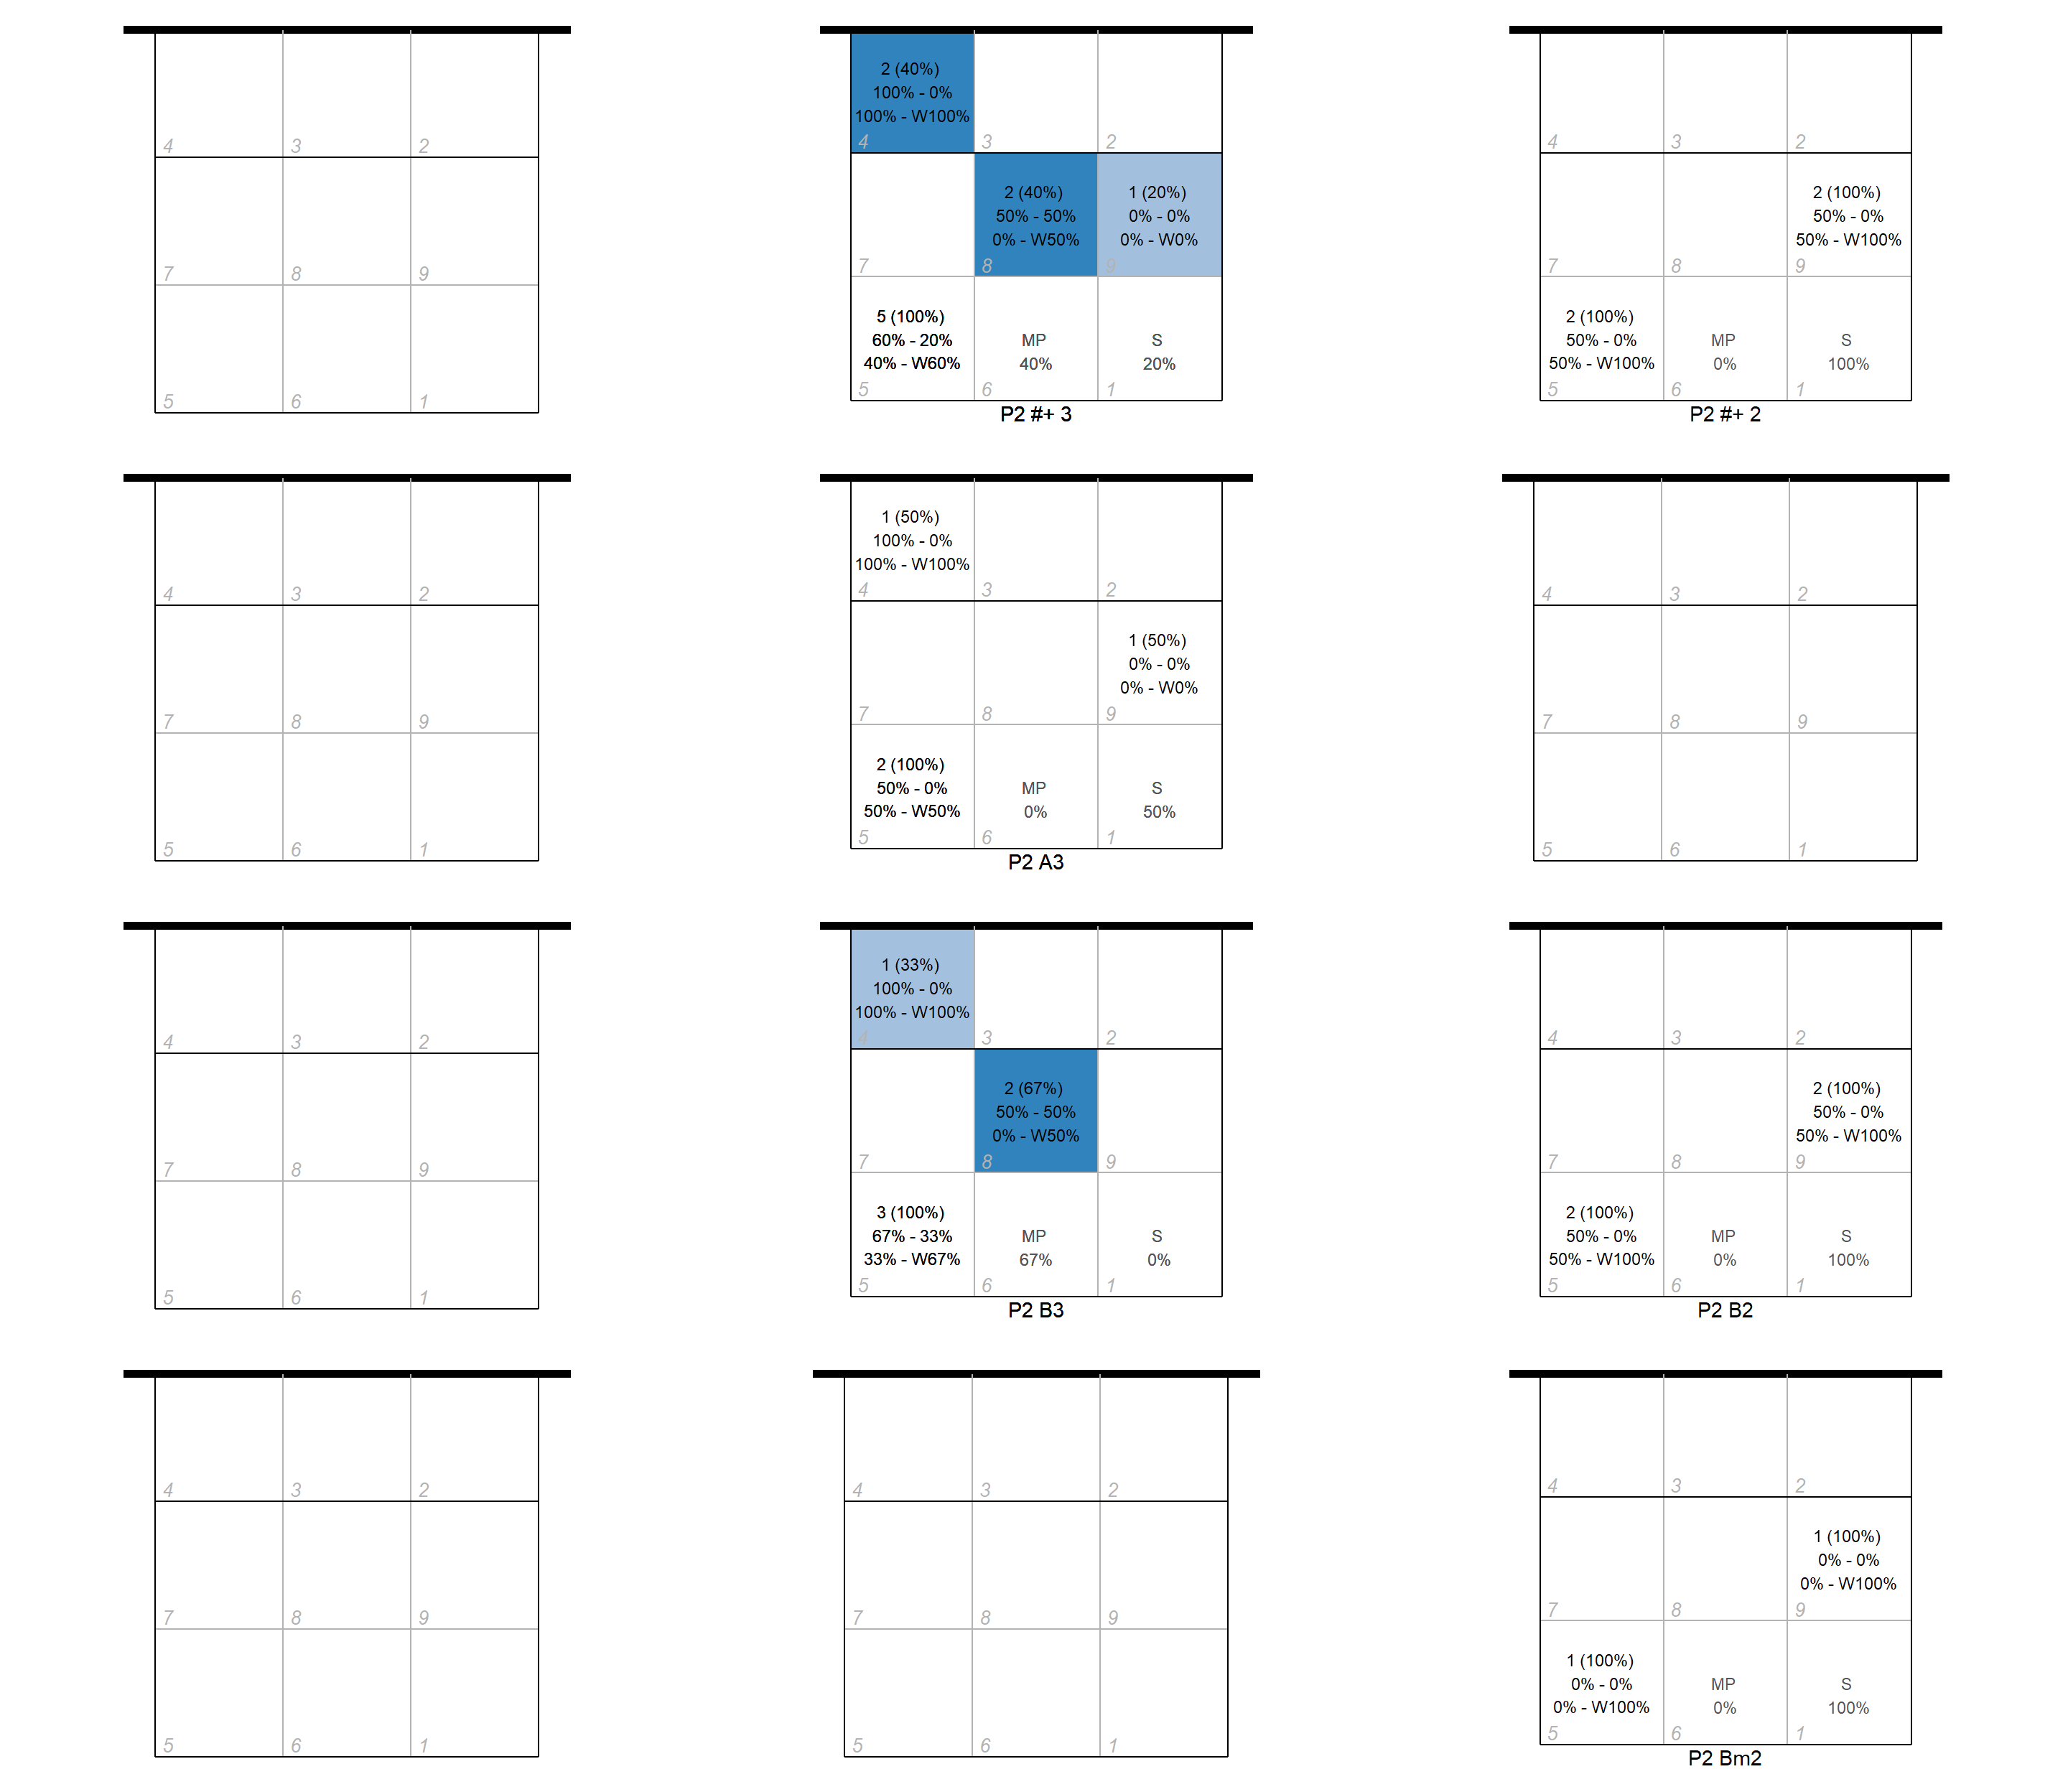 4 3 2
7 8 9
5 6 1
2 (40%)
100% - 0%
100% - W100%
4 3 2
2 (40%)
50% - 50%
0% - W50%
1 (20%)
0% - 0%
0% - W0%
7 8 9
5 (100%)
60% - 20%
40% - W60%
MP
40%
S
20%
5 6 1
P2 #+ 3
4 3 2
2 (100%)
50% - 0%
50% - W100%
7 8 9
2 (100%)
50% - 0%
50% - W100%
MP
0%
S
100%
5 6 1
P2 #+ 2
4 3 2
7 8 9
5 6 1
1 (50%)
100% - 0%
100% - W100%
4 3 2
1 (50%)
0% - 0%
0% - W0%
7 8 9
2 (100%)
50% - 0%
50% - W50%
MP
0%
S
50%
5 6 1
P2 A3
4 3 2
7 8 9
5 6 1
4 3 2
7 8 9
5 6 1
1 (33%)
100% - 0%
100% - W100%
4 3 2
2 (67%)
50% - 50%
0% - W50%
7 8 9
3 (100%)
67% - 33%
33% - W67%
MP
67%
S
0%
5 6 1
P2 B3
4 3 2
2 (100%)
50% - 0%
50% - W100%
7 8 9
2 (100%)
50% - 0%
50% - W100%
MP
0%
S
100%
5 6 1
P2 B2
4 3 2
7 8 9
5 6 1
4 3 2
7 8 9
5 6 1
4 3 2
1 (100%)
0% - 0%
0% - W100%
7 8 9
1 (100%)
0% - 0%
0% - W100%
MP
0%
S
100%
5 6 1
P2 Bm2